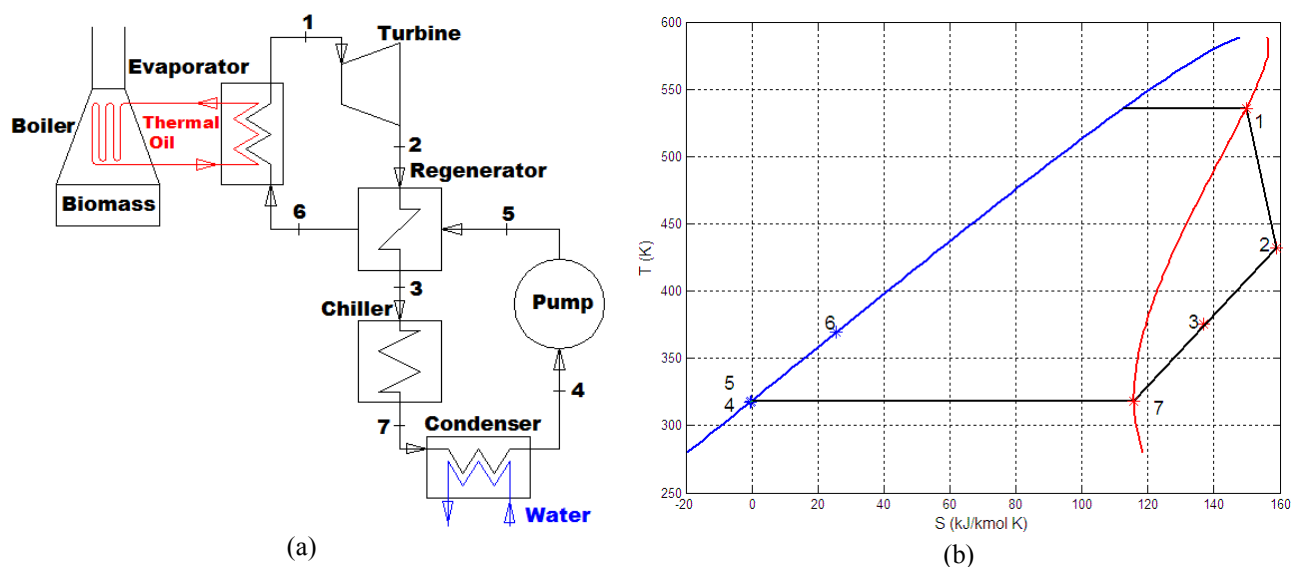 1
Turbine
Evaporator
Boiler
Thermal
Oil
2
Regenerator
Biomass
6
5
3
Chiller
Pump
4
7
Condenser
Water
(a)
600
550
500
450
400
350
300
250
T (K)
1
2
3
6
5
4
7
-20
0
20
40
60
80
100
120
140
160
S (kJ/kmol K)
(b)